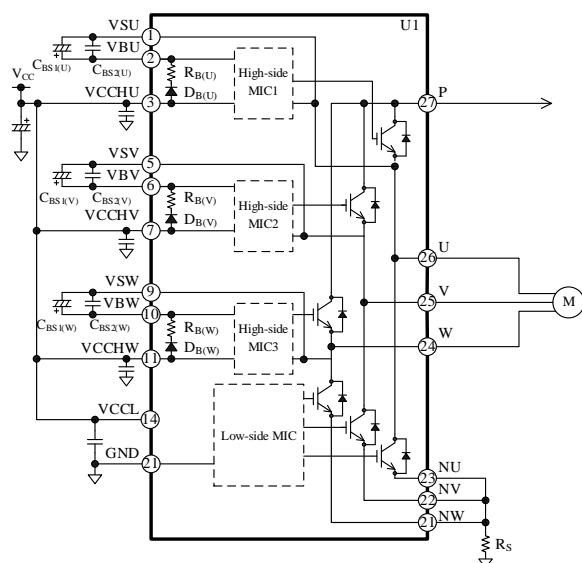 U1
VSU
1
CBS1(U)
CBS2(U)
VBU
2
RB(U)
DB(U)
High-side
MIC1
VCC
VCCHU
3
P
27
VSV
5
CBS1(V)
CBS2(V)
VBV
6
RB(V)
DB(V)
High-side
MIC2
VCCHV
7
26
U
25
V
24
W
M
VSW
9
CBS1(W)
CBS2(W)
VBW
10
RB(W)
DB(W)
High-side
MIC3
VCCHW
11
VCCL
14
Low-side MIC
GND
21
23
NU
22
NV
21
NW
RS